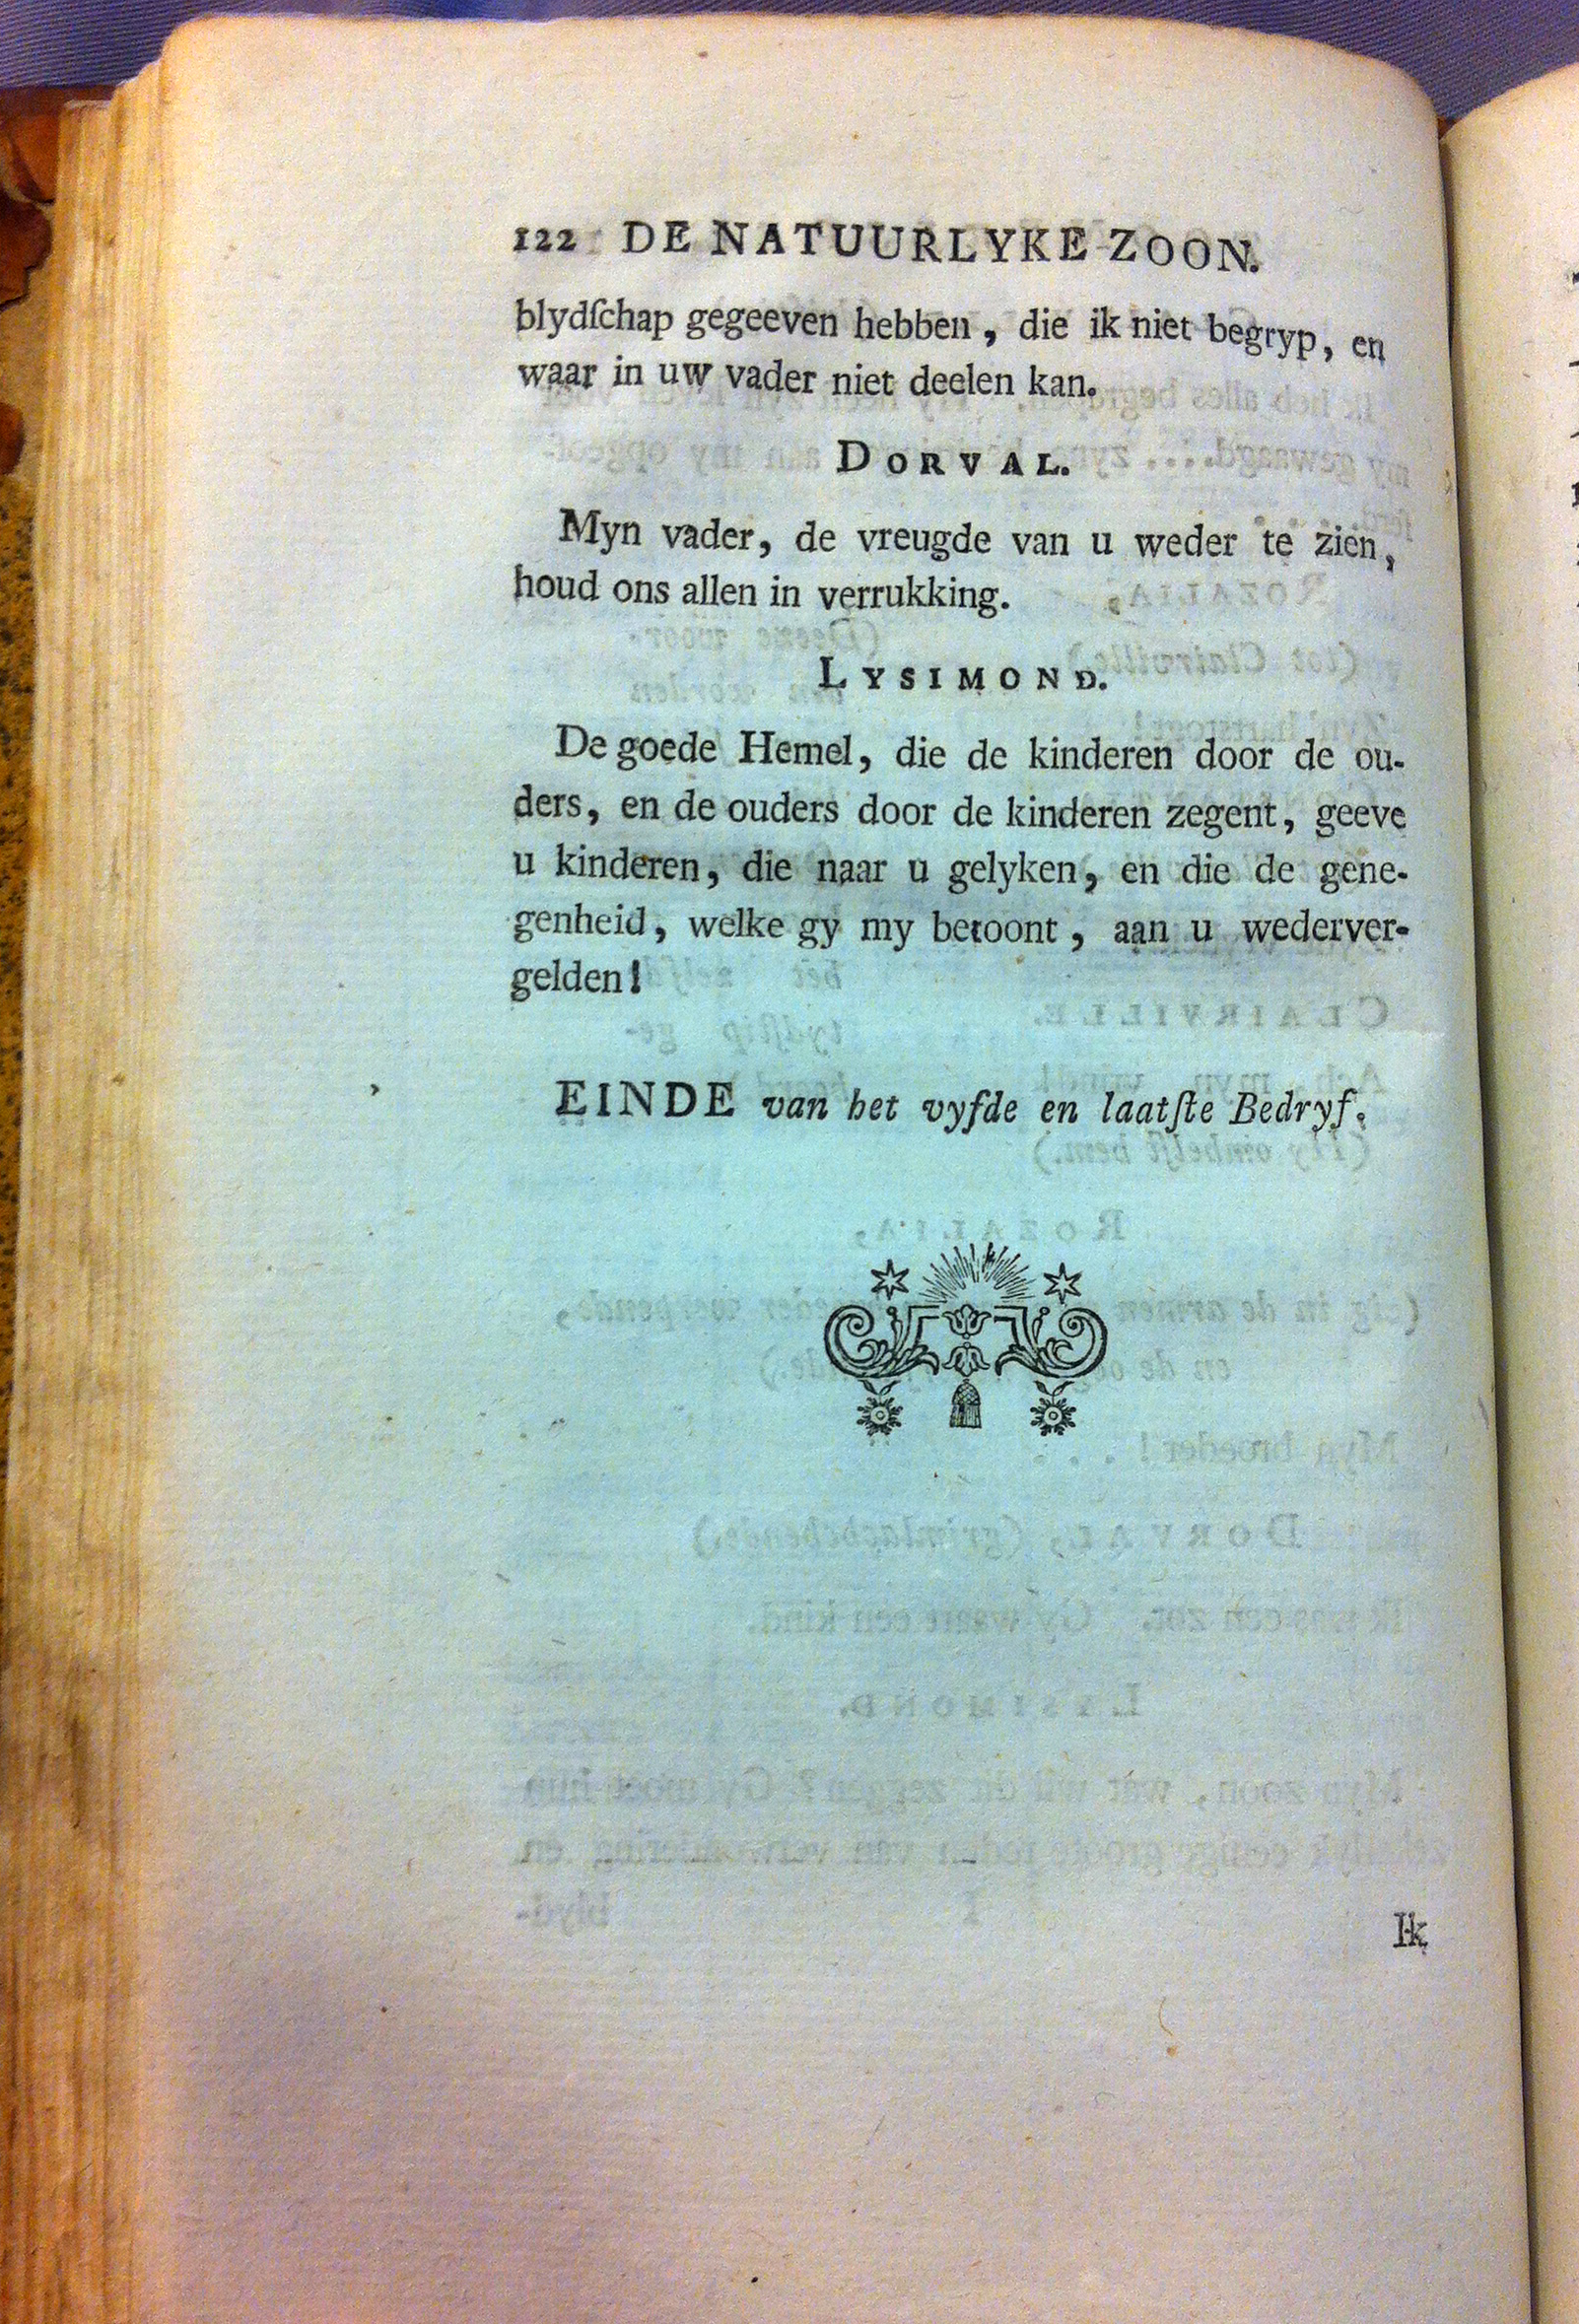 122 DE NATUURLYKE ZOON.
blydſchap gegeeven hebben, die ik niet begryp, en
waar in uw vader niet deelen kan.
DORVAL.
Myn vader, de vreugde van u weder te zien,
houd ons allen in verrukking.
LYSIMOND.
De goede Hemel, die de kinderen door de ou-
ders, en de ouders door de kinderen zegent, geeve
u kinderen, die naar u gelyken, en die de gene-
genheid, welke gy my betoont, aan u wederver-
gelden!
EINDE van het vyfde en laatſte Bedryf.
Ik